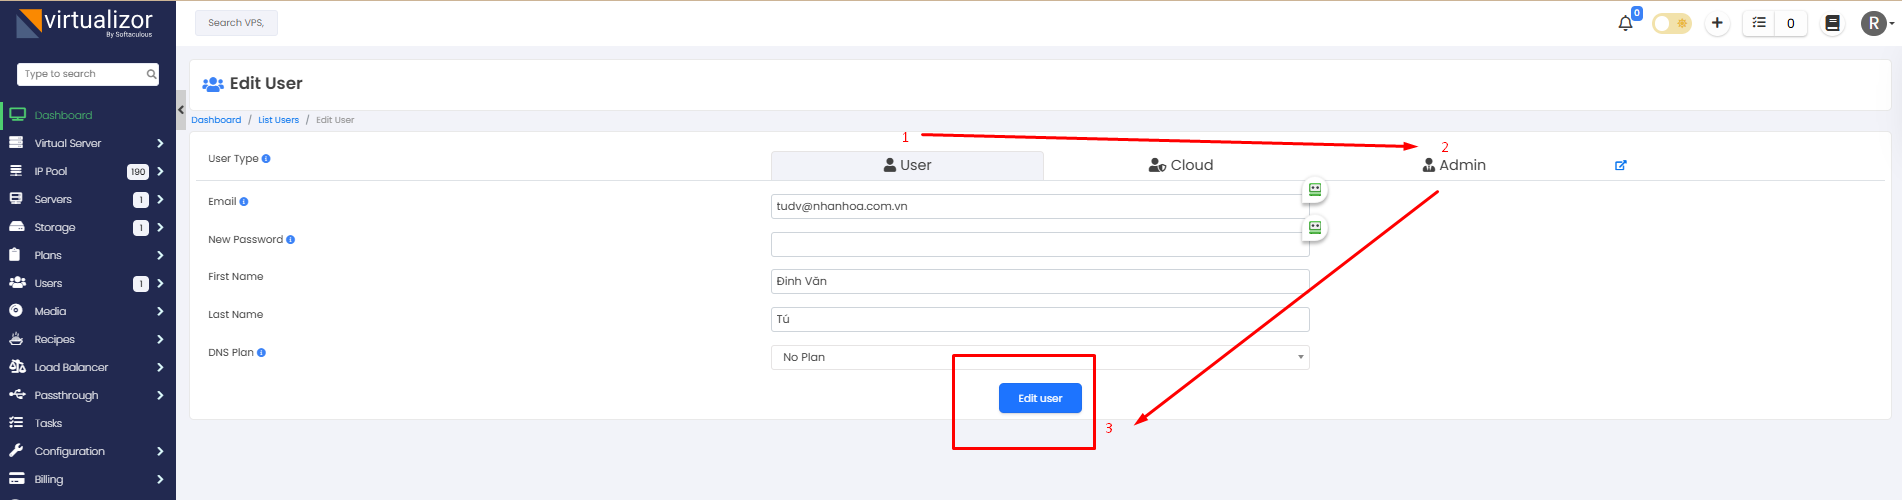 virtualizor
By Softaculous
Search VPS,
0
0
R
Type to search
Edit User
Dashboard
Dashboard / List Users / Edit User
Virtual Server
IP Pool 190
Servers 1
Storage 1
Plans
Users 1
Media
Recipes
Load Balancer
Passthrough
Tasks
Configuration
Billing
1
2
User Type
User
Cloud
Admin
Email
tudv@nhanhoa.com.vn
New Password
First Name
Đinh Văn
Last Name
Tú
DNS Plan
No Plan
Edit user
3